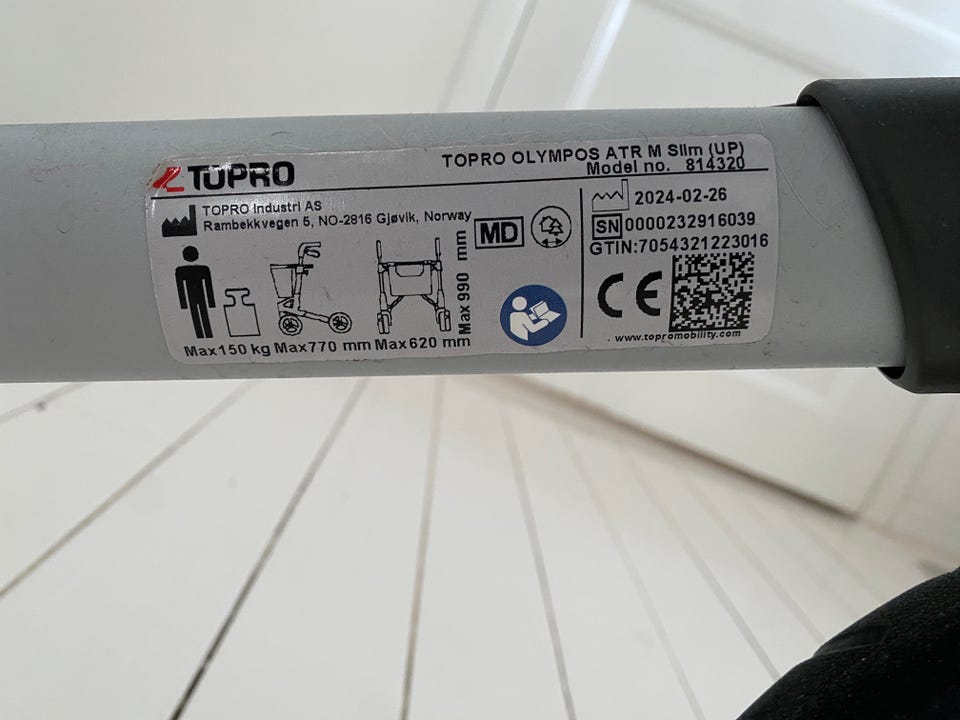 TOPRO
TOPRO OLYMPOS ATR M Slim (UP)
Model no. 814320
TOPRO Industri AS
Rambekkvegen 5, NO-2816 Gjøvik, Norway
MD
2024-02-26
SN 0000232916039
GTIN:7054321223016
CE
Max 990 mm
Max150 kg Max770 mm Max 620 mm
www.topromobility.com